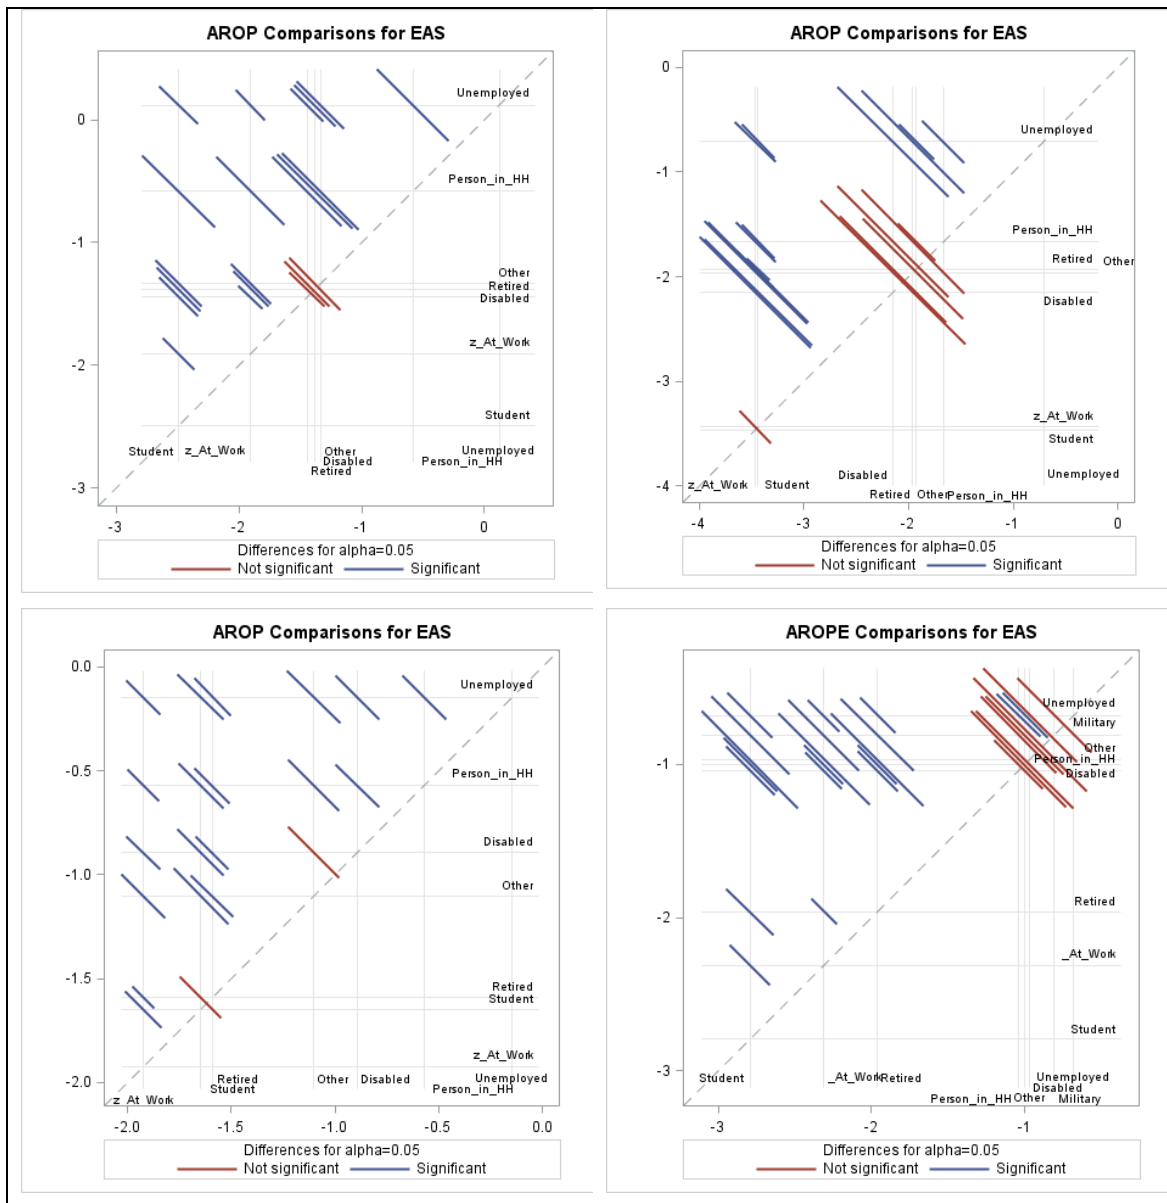 AROP Comparisons for EAS
0
-1
-2
-3
Unemployed
Person_in_HH
Other
Retired
Disabled
z_At_Work
Student
Student
z_At_Work
Other
Disabled
Retired
Unemployed
Person_in_HH
-3
-2
-1
0
Differences for alpha=0.05
Not significant
Significant
AROP Comparisons for EAS
0
-1
-2
-3
-4
Unemployed
Person_in_HH
Retired
Other
Disabled
z_At_Work
Student
z_At_Work
Student
Disabled
Retired
Other
Person_in_HH
Unemployed
-4
-3
-2
-1
0
Differences for alpha=0.05
Not significant
Significant
AROP Comparisons for EAS
0.0
-0.5
-1.0
-1.5
-2.0
Unemployed
Person_in_HH
Disabled
Other
Retired
Student
z_At_Work
z_At_Work
Retired
Student
Other
Disabled
Unemployed
Person_in_HH
-2.0
-1.5
-1.0
-0.5
0.0
Differences for alpha=0.05
Not significant
Significant
AROPE Comparisons for EAS
-1
-2
-3
Unemployed
Military
Other
Person_in_HH
Disabled
Retired
_At_Work
Student
Student
_At_Work
Retired
Person_in_HH
Other
Unemployed
Disabled
Military
-3
-2
-1
Differences for alpha=0.05
Not significant
Significant